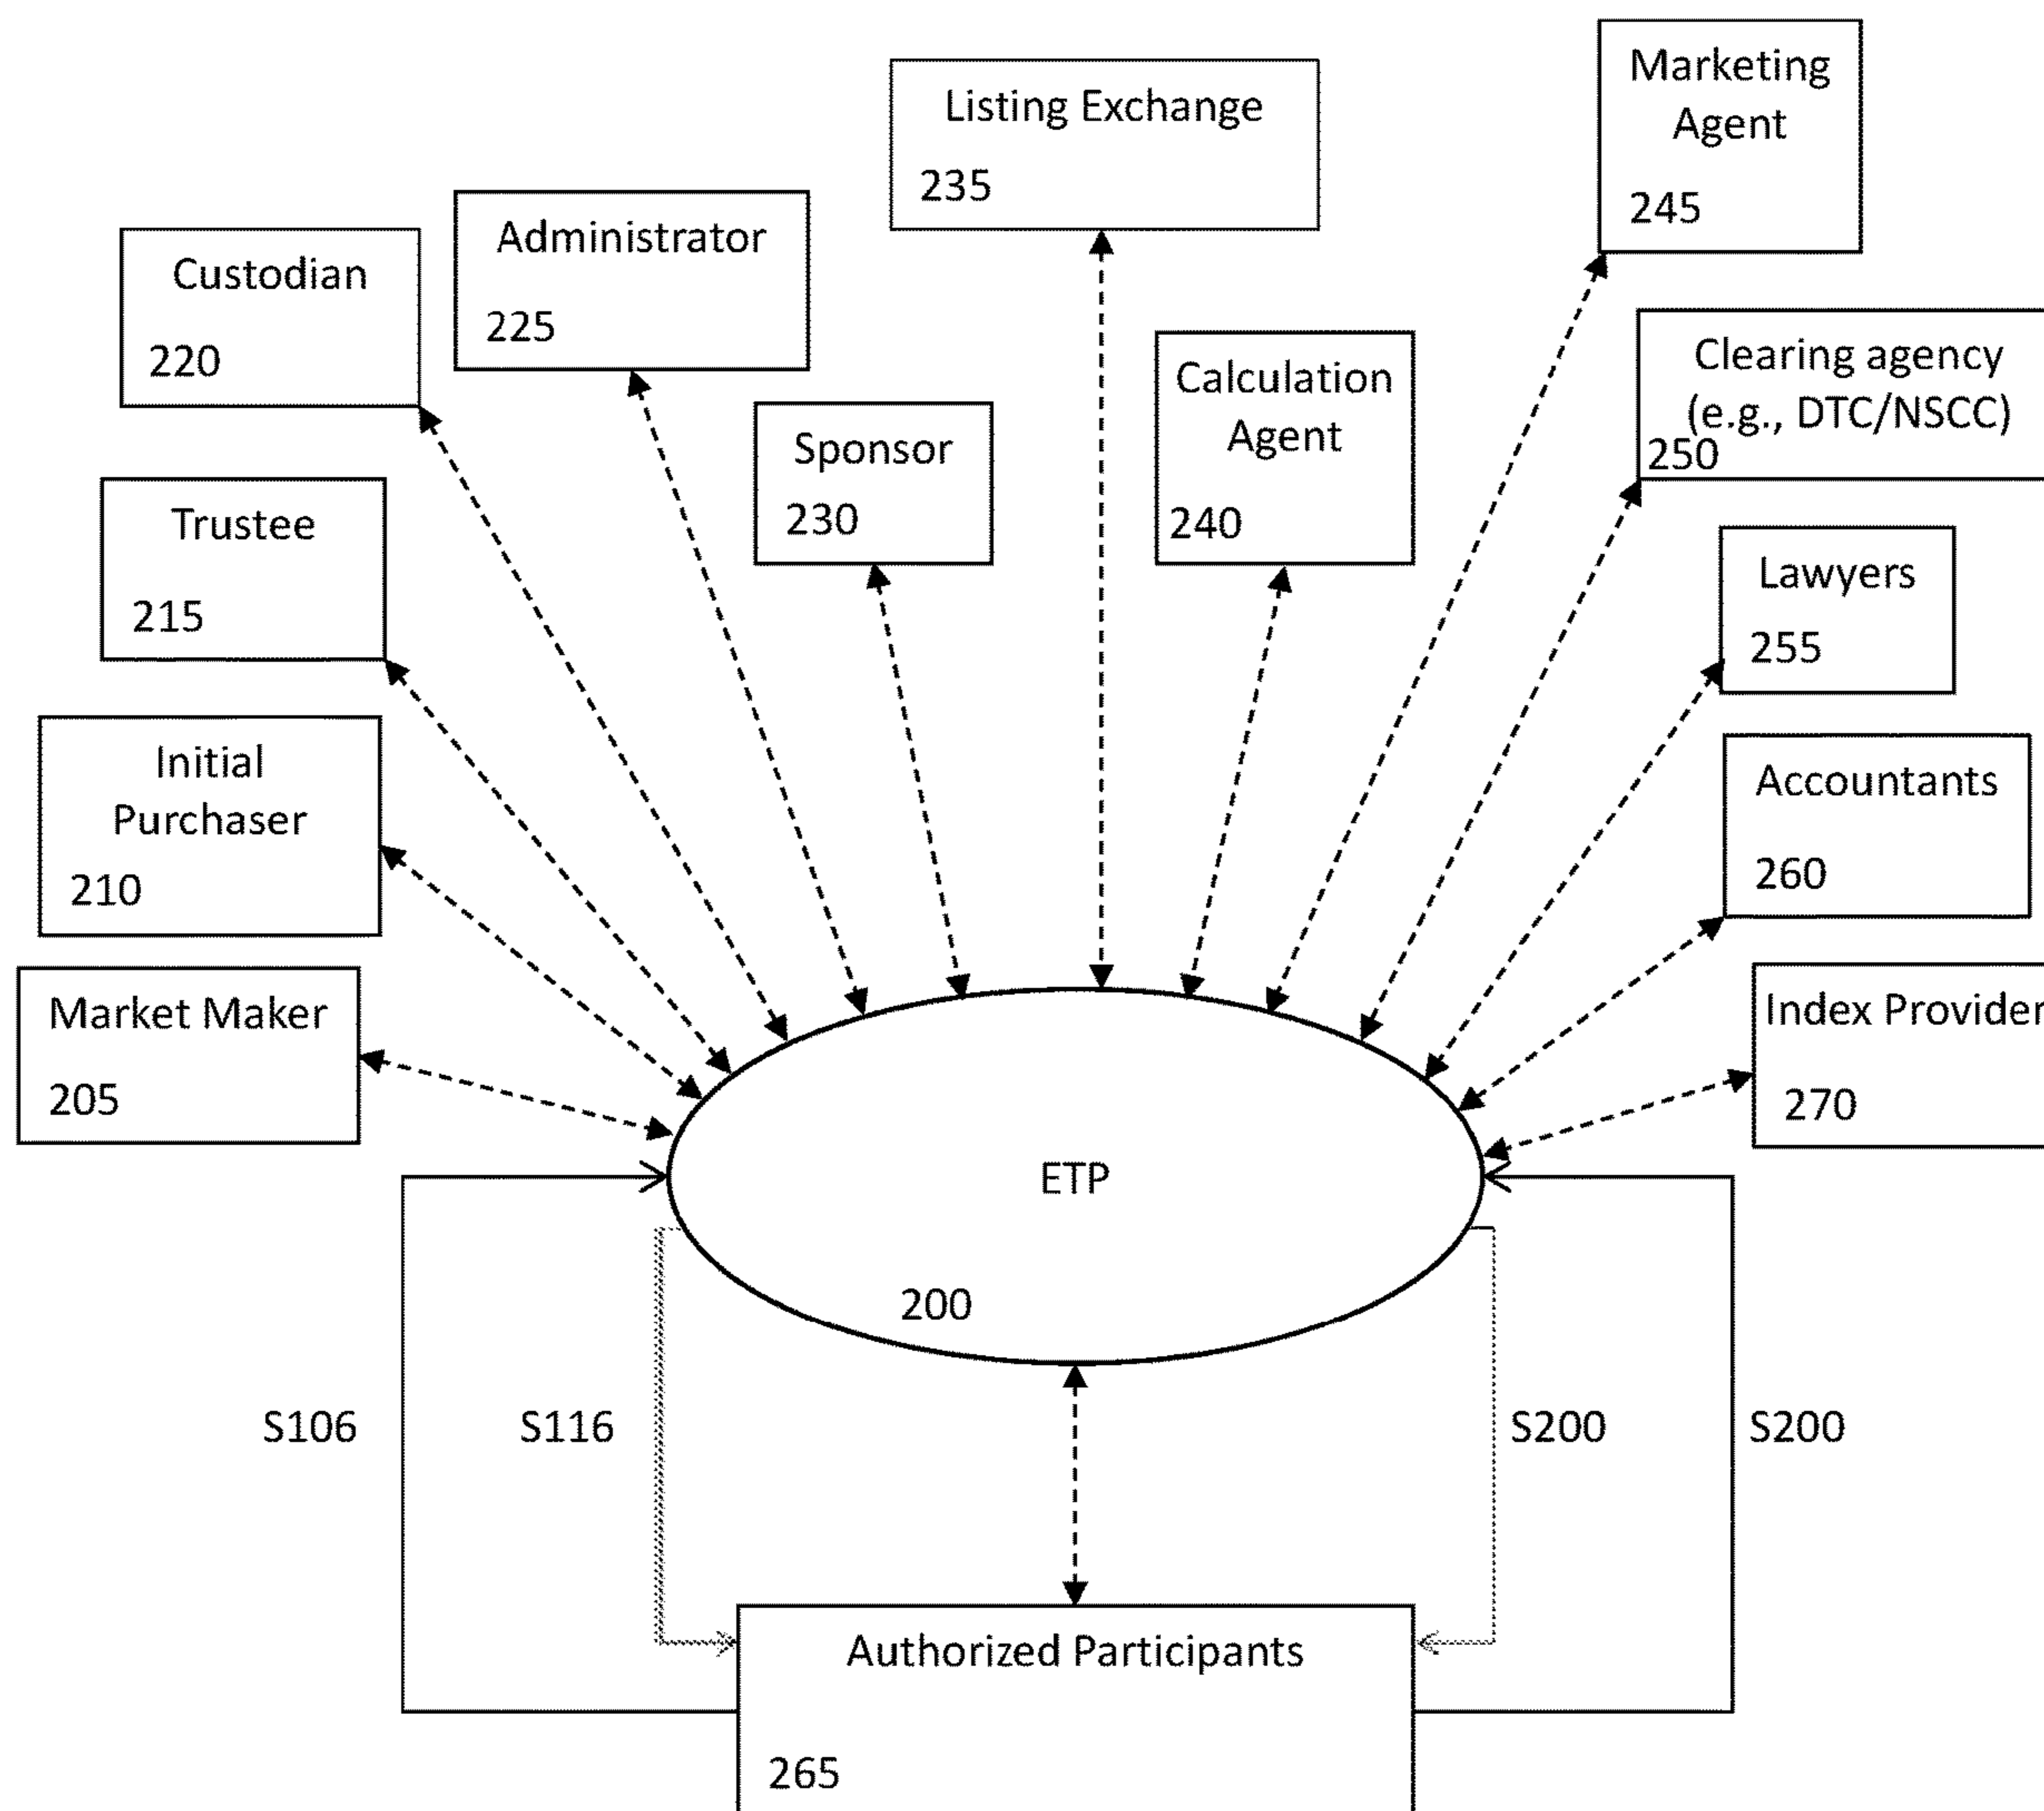 Marketing
Agent
245
Listing Exchange
235
Administrator
225
Custodian
220
Clearing agency
(e.g., DTC/NSCC)
250
Calculation
Agent
240
Sponsor
230
Trustee
215
Lawyers
255
Initial
Purchaser
210
Accountants
260
Market Maker
205
Index Provider
270
ETP
200
S106
S116
S200
S200
Authorized Participants
265